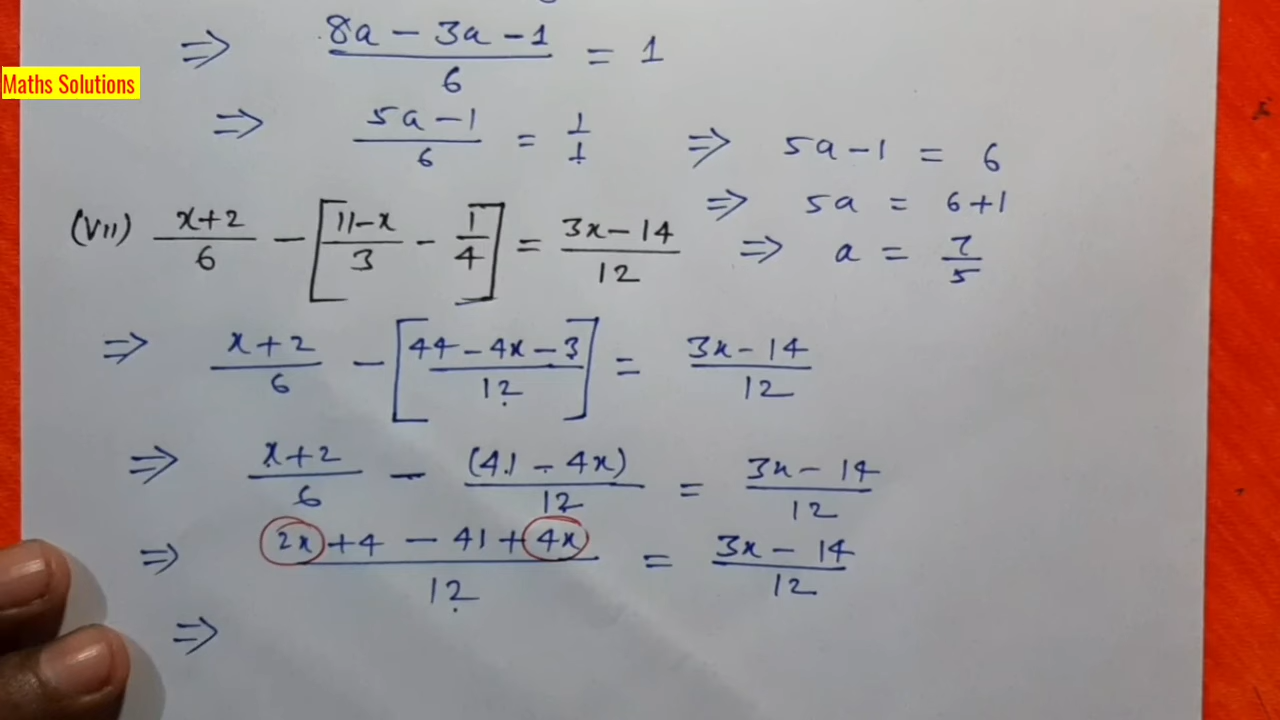 ⇒ (8a − 3a − 1)/6 = 1
Maths Solutions
⇒ (5a − 1)/6 = 1/1 ⇒ 5a − 1 = 6
⇒ 5a = 6 + 1
(VII) (x+2)/6 − [(11−x)/3 − 1/4] = (3x − 14)/12 ⇒ a = 7/5
⇒ (x+2)/6 − [(44 − 4x − 3)/12] = (3x − 14)/12
⇒ (x+2)/6 − (41 − 4x)/12 = (3x − 14)/12
⇒ (2x + 4 − 41 + 4x)/12 = (3x − 14)/12
⇒